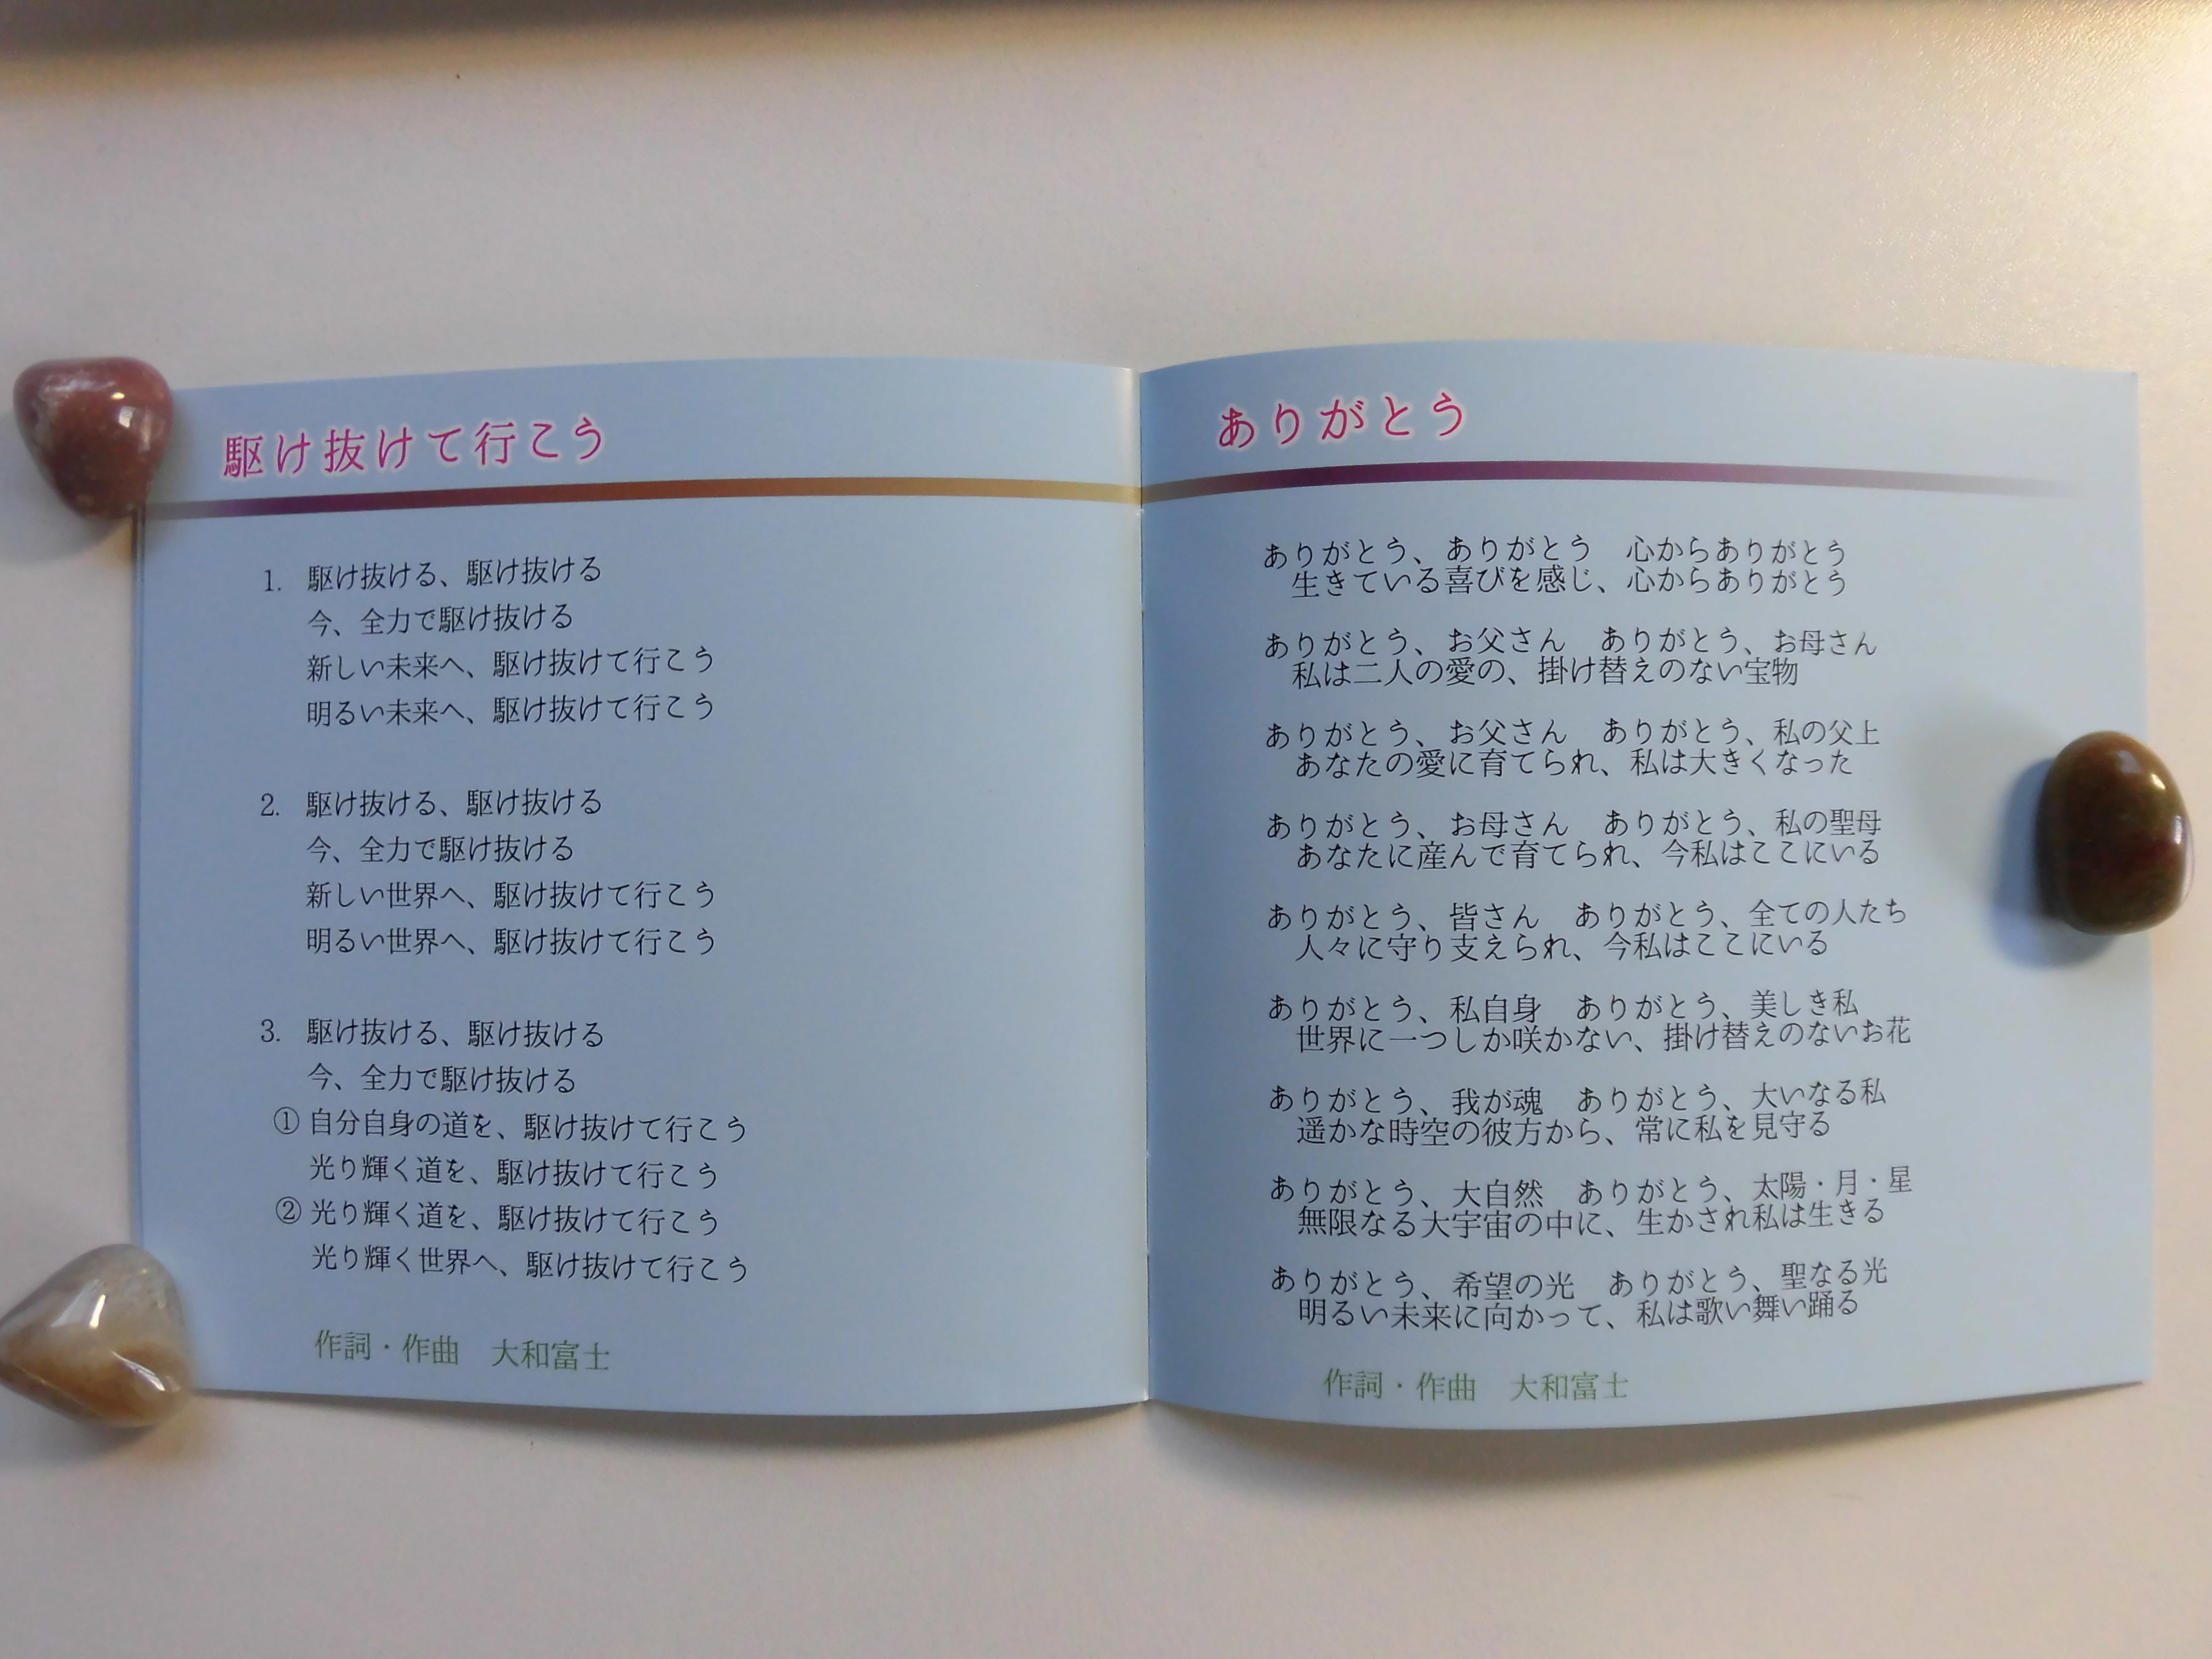 駆け抜けて行こう
1. 駆け抜ける、駆け抜ける
今、全力で駆け抜ける
新しい未来へ、駆け抜けて行こう
明るい未来へ、駆け抜けて行こう
2. 駆け抜ける、駆け抜ける
今、全力で駆け抜ける
新しい世界へ、駆け抜けて行こう
明るい世界へ、駆け抜けて行こう
3. 駆け抜ける、駆け抜ける
今、全力で駆け抜ける
① 自分自身の道を、駆け抜けて行こう
光り輝く道を、駆け抜けて行こう
② 光り輝く道を、駆け抜けて行こう
光り輝く世界へ、駆け抜けて行こう
作詞・作曲　大和富士
ありがとう
ありがとう、ありがとう　心からありがとう
生きている喜びを感じ、心からありがとう
ありがとう、お父さん　ありがとう、お母さん
私は二人の愛の、掛け替えのない宝物
ありがとう、お父さん　ありがとう、私の父上
あなたの愛に育てられ、私は大きくなった
ありがとう、お母さん　ありがとう、私の聖母
あなたに産んで育てられ、今私はここにいる
ありがとう、皆さん　ありがとう、全ての人たち
人々に守り支えられ、今私はここにいる
ありがとう、私自身　ありがとう、美しき私
世界に一つしか咲かない、掛け替えのないお花
ありがとう、我が魂　ありがとう、大いなる私
遥かな時空の彼方から、常に私を見守る
ありがとう、大自然　ありがとう、太陽・月・星
無限なる大宇宙の中に、生かされ私は生きる
ありがとう、希望の光　ありがとう、聖なる光
明るい未来に向かって、私は歌い舞い踊る
作詞・作曲　大和富士